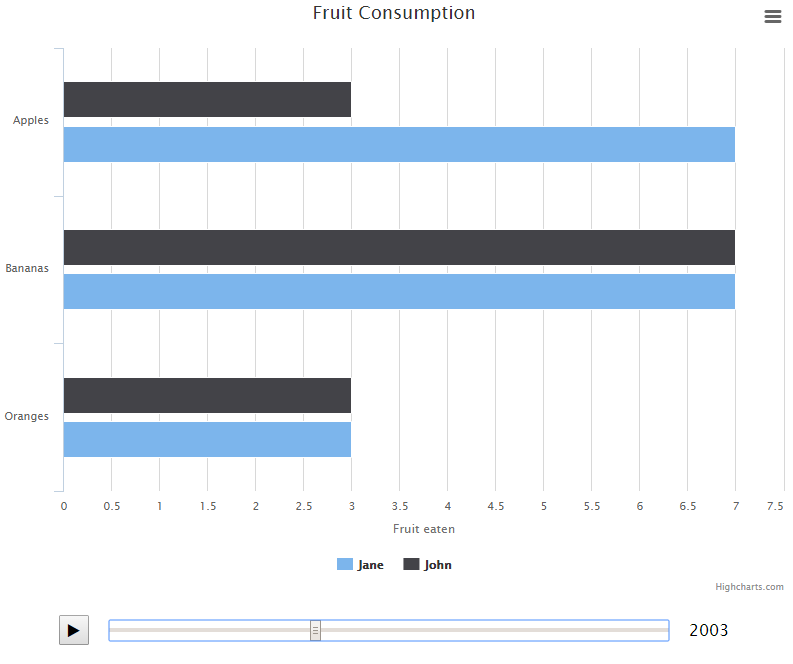 Fruit Consumption
Apples
Bananas
Oranges
0 0.5 1 1.5 2 2.5 3 3.5 4 4.5 5 5.5 6 6.5 7 7.5
Fruit eaten
Jane John
Highcharts.com
2003